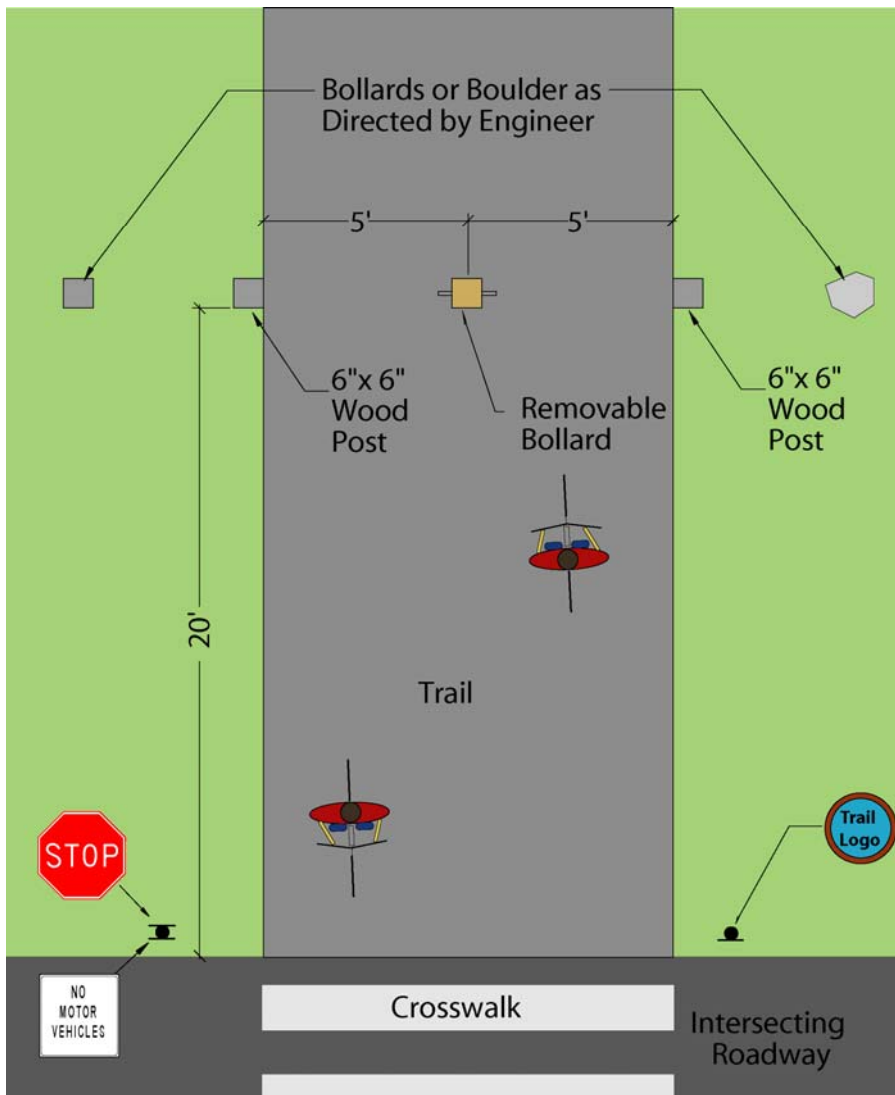 Bollards or Boulder as
Directed by Engineer
5'
5'
6"x 6"
Wood
Post
Removable
Bollard
6"x 6"
Wood
Post
20'
Trail
STOP
Trail
Logo
NO
MOTOR
VEHICLES
Crosswalk
Intersecting
Roadway